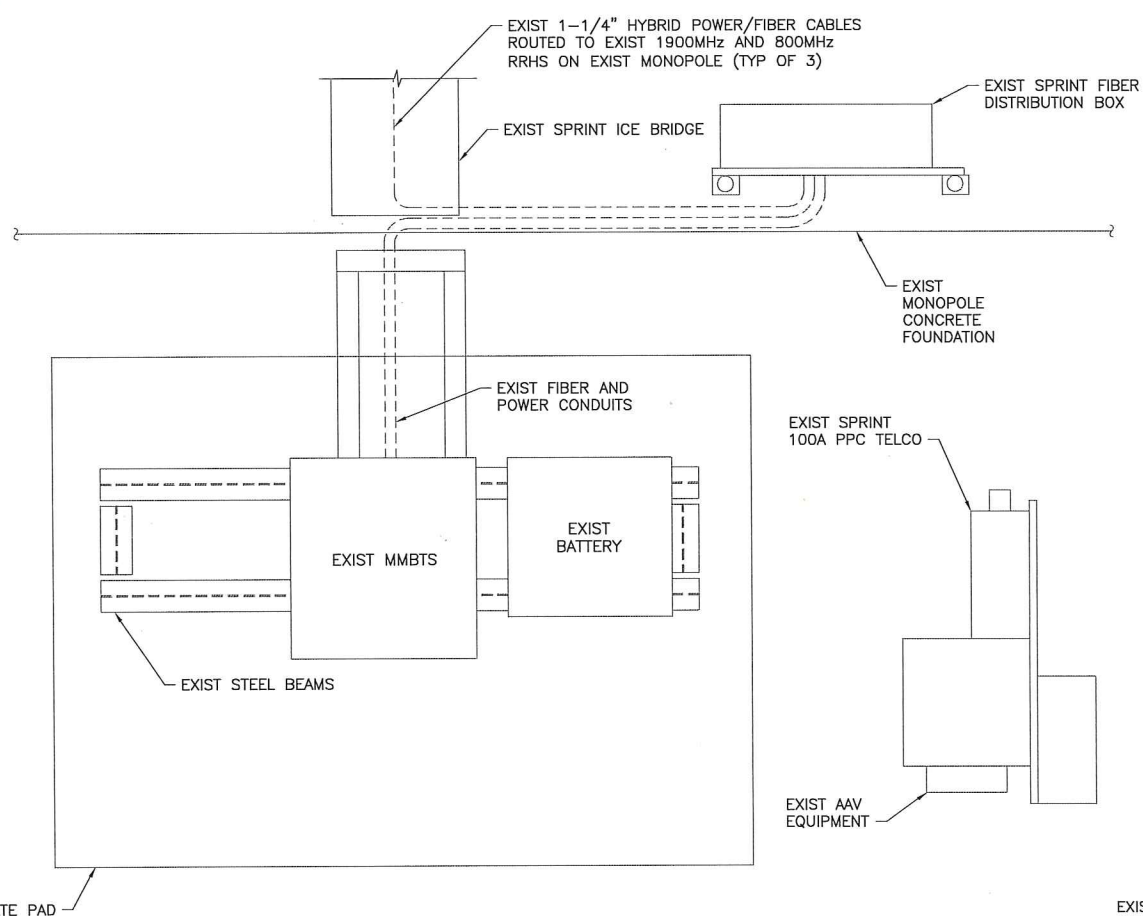 EXIST 1-1/4" HYBRID POWER/FIBER CABLES
ROUTED TO EXIST 1900MHz AND 800MHz
RRHS ON EXIST MONOPOLE (TYP OF 3)
EXIST SPRINT FIBER
DISTRIBUTION BOX
EXIST SPRINT ICE BRIDGE
EXIST
MONOPOLE
CONCRETE
FOUNDATION
EXIST FIBER AND
POWER CONDUITS
EXIST SPRINT
100A PPC TELCO
EXIST MMBTS
EXIST
BATTERY
EXIST STEEL BEAMS
EXIST AAV
EQUIPMENT
TE PAD